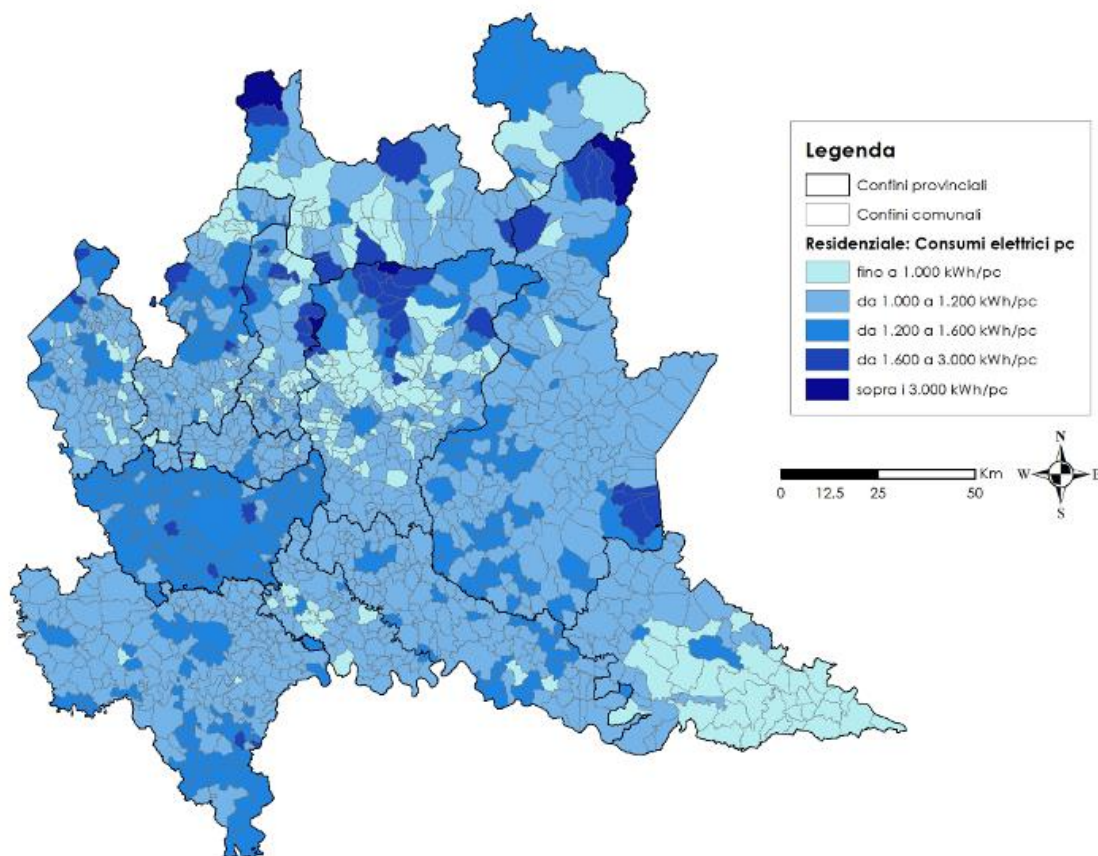 Legenda
Confini provinciali
Confini comunali
Residenziale: Consumi elettrici pc
fino a 1.000 kWh/pc
da 1.000 a 1.200 kWh/pc
da 1.200 a 1.600 kWh/pc
da 1.600 a 3.000 kWh/pc
sopra i 3.000 kWh/pc
Km
0 12,5 25 50
N
W E
S